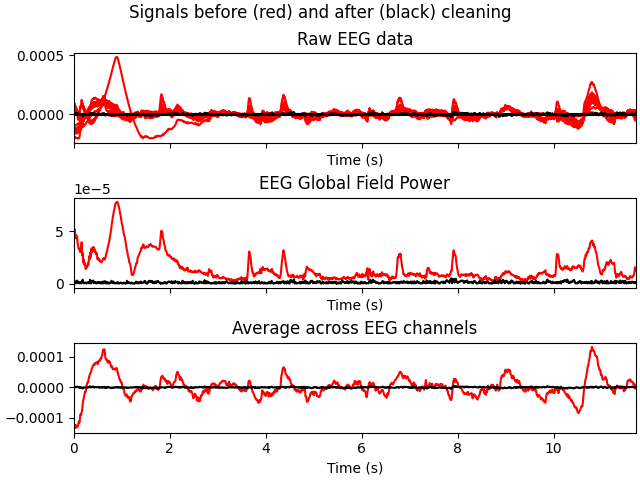 Signals before (red) and after (black) cleaning
Raw EEG data
0.0005
0.0000
Time (s)
EEG Global Field Power
1e−5
5
0
Time (s)
Average across EEG channels
0.0001
0.0000
−0.0001
0 2 4 6 8 10
Time (s)